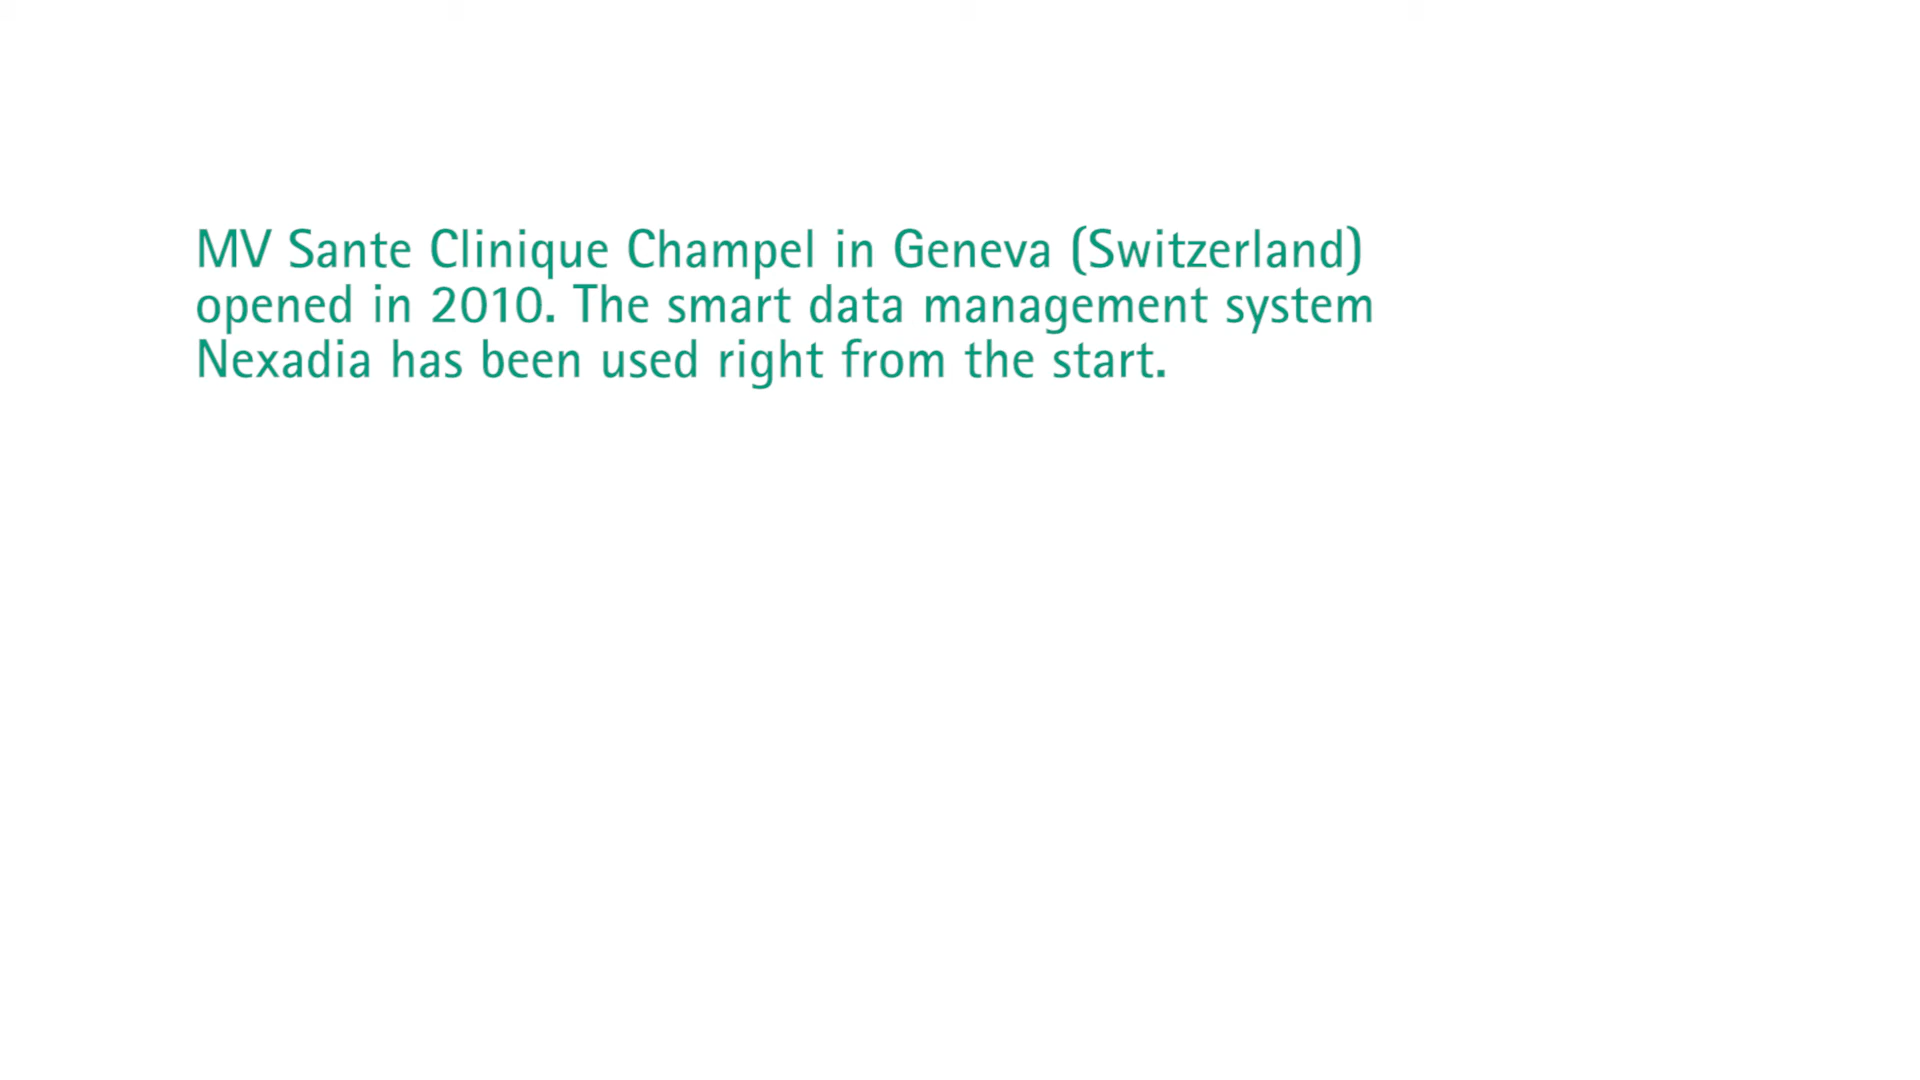 MV Sante Clinique Champel in Geneva (Switzerland)
opened in 2010. The smart data management system
Nexadia has been used right from the start.